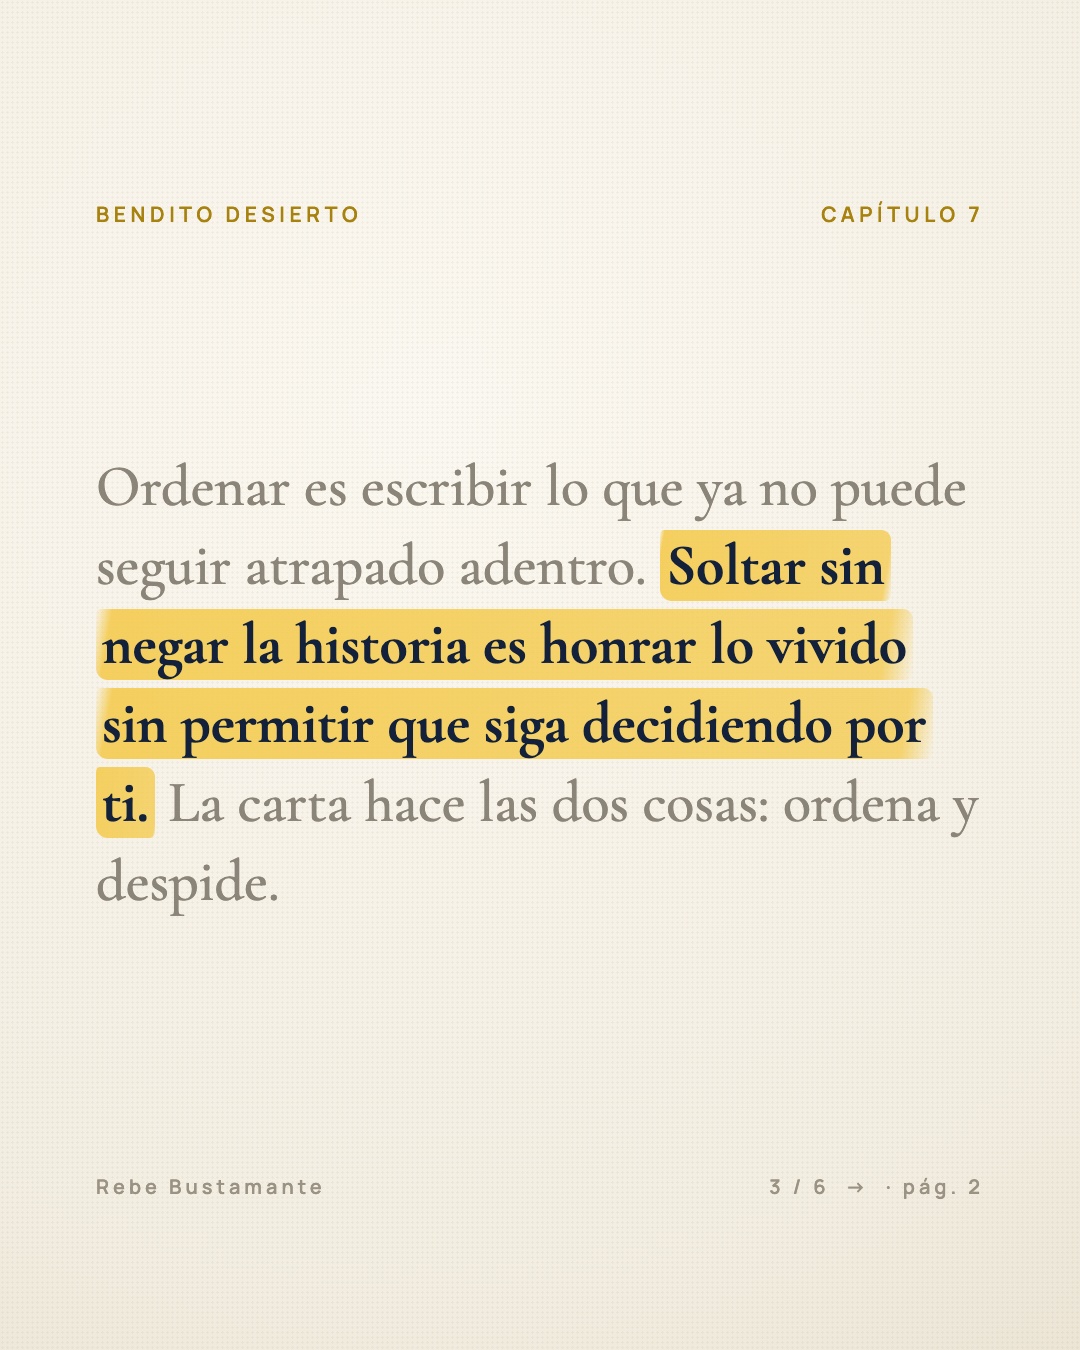 BENDITO DESIERTO
CAPÍTULO 7
Ordenar es escribir lo que ya no puede
seguir atrapado adentro. Soltar sin
negar la historia es honrar lo vivido
sin permitir que siga decidiendo por
ti. La carta hace las dos cosas: ordena y
despide.
Rebe Bustamante
3 / 6 → · pág. 2